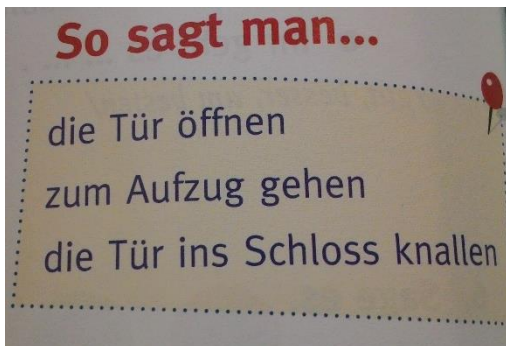 So sagt man...
die Tür öffnen
zum Aufzug gehen
die Tür ins Schloss knallen